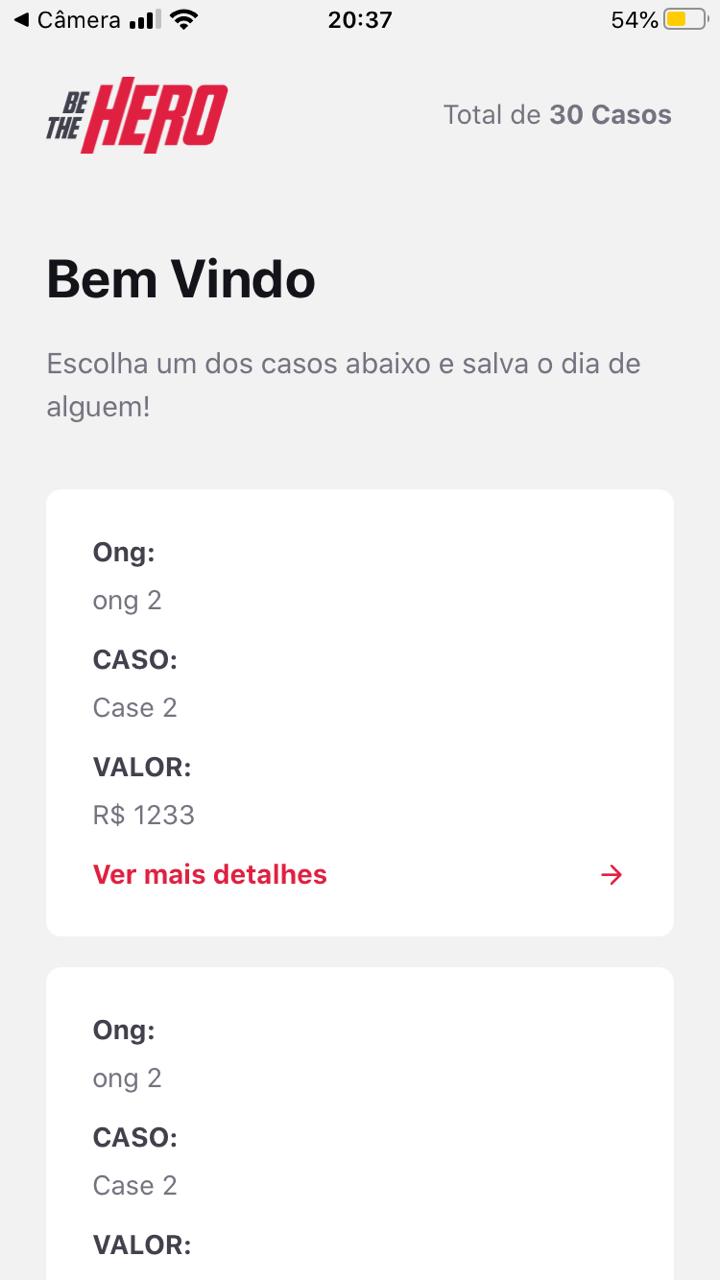 Câmera 20:37 54%
BE THE HERO
Total de 30 Casos
Bem Vindo
Escolha um dos casos abaixo e salva o dia de
alguem!
Ong:
ong 2
CASO:
Case 2
VALOR:
R$ 1233
Ver mais detalhes
Ong:
ong 2
CASO:
Case 2
VALOR: